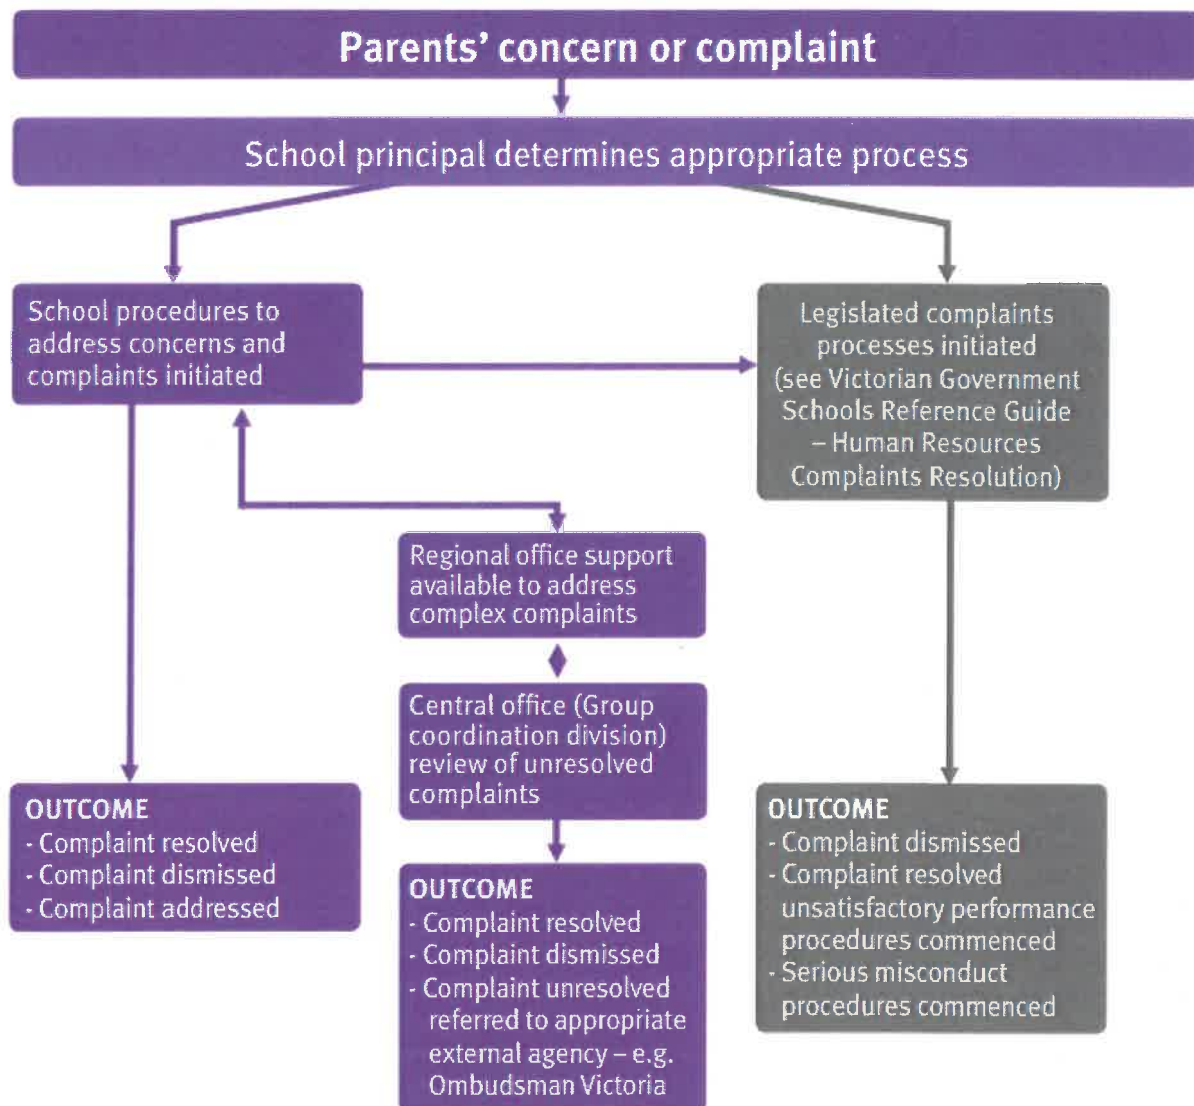 Parents' concern or complaint
School principal determines appropriate process
School procedures to
address concerns and
complaints initiated
Legislated complaints
processes initiated
(see Victorian Government
Schools Reference Guide
– Human Resources
Complaints Resolution)
Regional office support
available to address
complex complaints
Central office (Group
coordination division)
review of unresolved
complaints
OUTCOME
- Complaint resolved
- Complaint dismissed
- Complaint addressed
OUTCOME
- Complaint resolved
- Complaint dismissed
- Complaint unresolved
referred to appropriate
external agency – e.g.
Ombudsman Victoria
OUTCOME
- Complaint dismissed
- Complaint resolved
unsatisfactory performance
procedures commenced
- Serious misconduct
procedures commenced